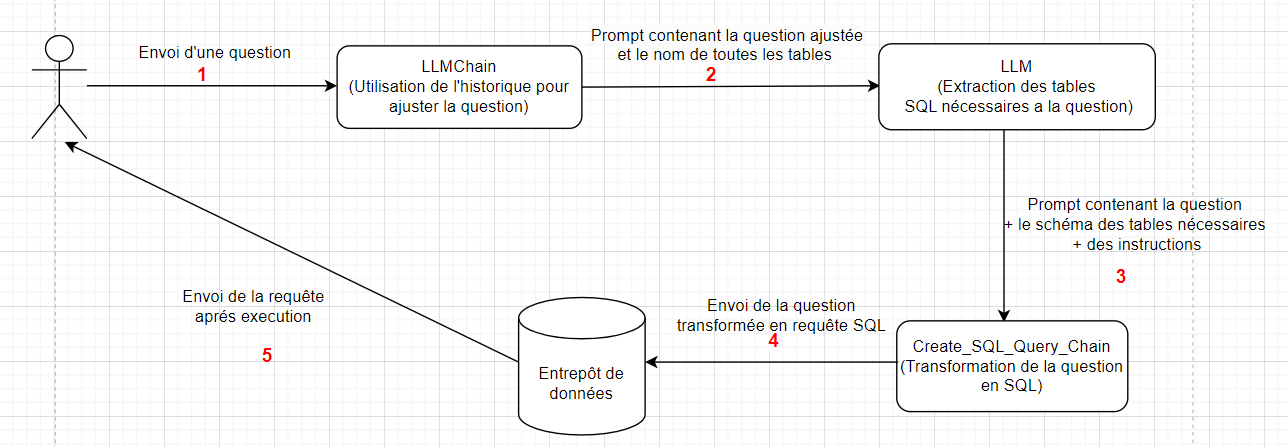 Envoi d'une question
1
LLMChain
(Utilisation de l'historique pour
ajuster la question)
Prompt contenant la question ajustée
et le nom de toutes les tables
2
LLM
(Extraction des tables
SQL nécessaires a la question)
Prompt contenant la question
+ le schéma des tables nécessaires
+ des instructions
3
Create_SQL_Query_Chain
(Transformation de la question
en SQL)
Envoi de la question
transformée en requête SQL
4
Entrepôt de
données
Envoi de la requête
aprés execution
5